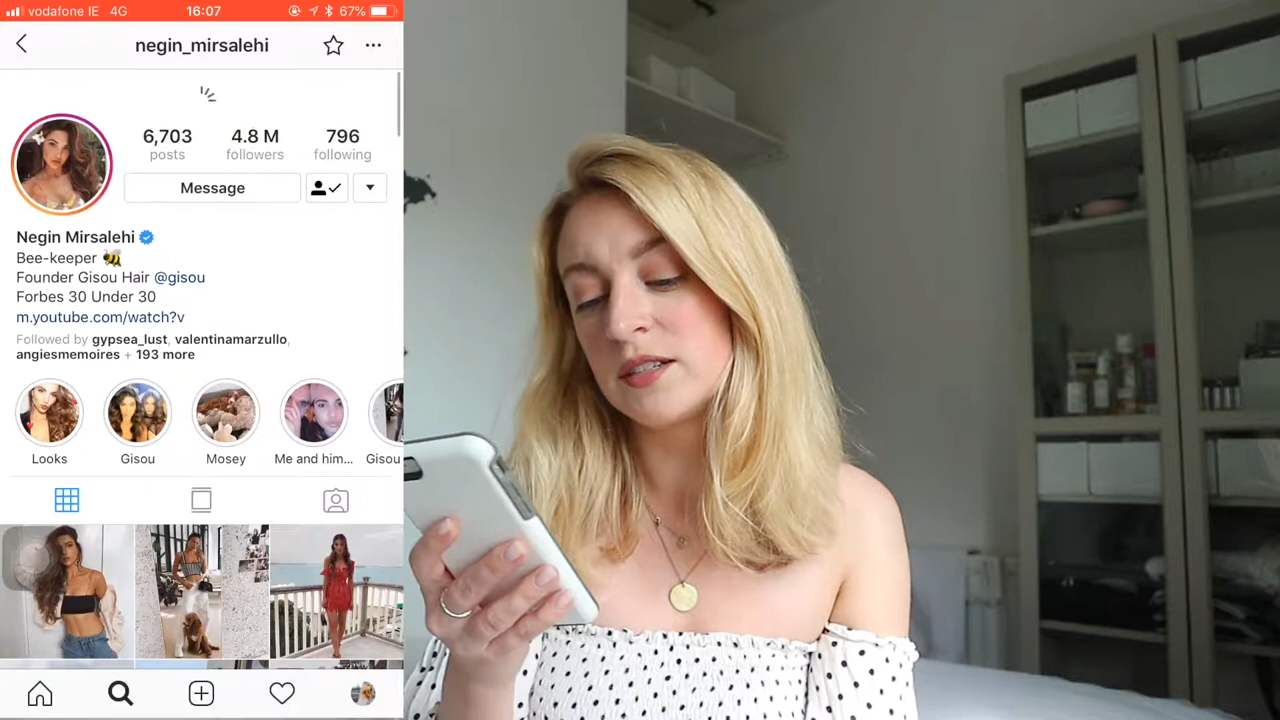 vodafone IE 4G 16:07 67%
negin_mirsalehi
6,703 4.8 M 796
posts followers following
Message
Negin Mirsalehi
Bee-keeper 🐝
Founder Gisou Hair @gisou
Forbes 30 Under 30
m.youtube.com/watch?v
Followed by gypsea_lust, valentinamarzullo,
angiesmemoires + 193 more
Looks Gisou Mosey Me and him... Gisou